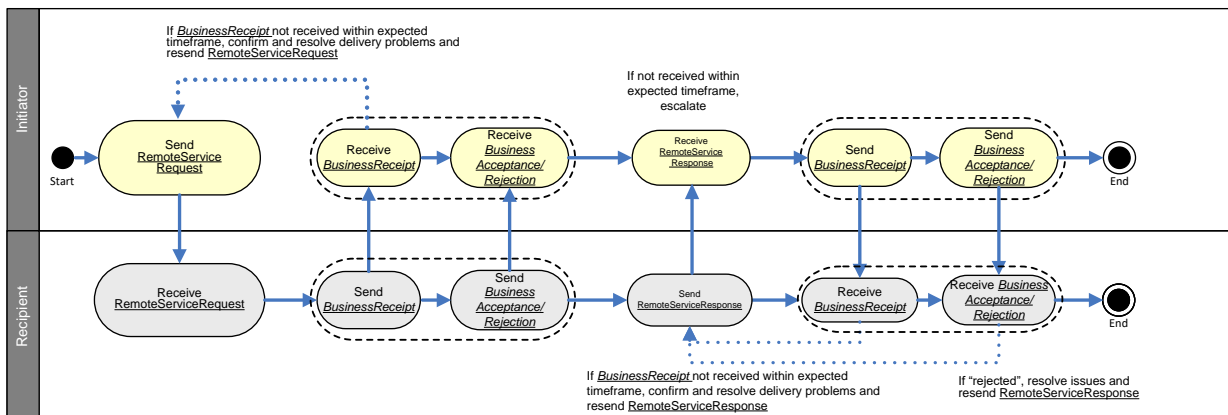 Initiator
If BusinessReceipt not received within expected
timeframe, confirm and resolve delivery problems and
resend RemoteServiceRequest
If not received within
expected timeframe,
escalate
Start
Send
RemoteService
Request
Receive
BusinessReceipt
Receive
Business
Acceptance/
Rejection
Receive
RemoteService
Response
Send
BusinessReceipt
Send
Business
Acceptance/
Rejection
End
Recipient
Receive
RemoteServiceRequest
Send
BusinessReceipt
Send
Business
Acceptance/
Rejection
Send
RemoteServiceResponse
Receive
BusinessReceipt
Receive Business
Acceptance/
Rejection
End
If BusinessReceipt not received within expected
timeframe, confirm and resolve delivery problems and
resend RemoteServiceResponse
If “rejected”, resolve issues and
resend RemoteServiceResponse